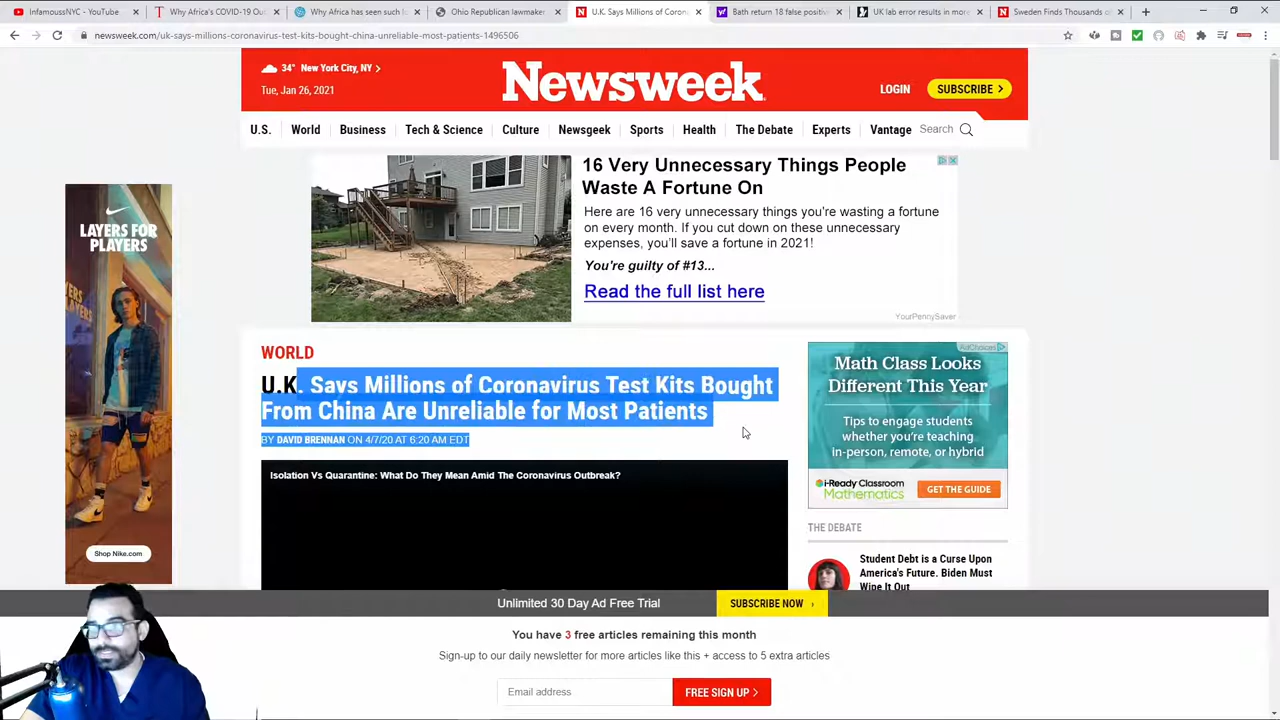 InfamousNYC - YouTube
Why Africa's COVID-19 Out
Why Africa has seen such l
Ohio Republican lawmaker
U.K. Says Millions of Coron
Bath return 18 false positive
UK lab error results in more
Sweden Finds Thousands o
newsweek.com/uk-says-millions-coronavirus-test-kits-bought-china-unreliable-most-patients-1496506
34° New York City, NY >
Tue, Jan 26, 2021
Newsweek
LOGIN
SUBSCRIBE >
U.S. World Business Tech & Science Culture Newsgeek Sports Health The Debate Experts Vantage Search
16 Very Unnecessary Things People
Waste A Fortune On
Here are 16 very unnecessary things you're wasting a fortune
on every month. If you cut down on these unnecessary
expenses, you'll save a fortune in 2021!
You're guilty of #13...
Read the full list here
YourPennySaver
LAYERS FOR
PLAYERS
Shop Nike.com
WORLD
U.K. Says Millions of Coronavirus Test Kits Bought
From China Are Unreliable for Most Patients
BY DAVID BRENNAN ON 4/7/20 AT 6:20 AM EDT
Isolation Vs Quarantine: What Do They Mean Amid The Coronavirus Outbreak?
AdChoices
Math Class Looks
Different This Year
Tips to engage students
whether you're teaching
in-person, remote, or hybrid
i-Ready Classroom
Mathematics
GET THE GUIDE
THE DEBATE
Student Debt is a Curse Upon
America's Future. Biden Must
Wipe It Out
Unlimited 30 Day Ad Free Trial
SUBSCRIBE NOW ›
You have 3 free articles remaining this month
Sign-up to our daily newsletter for more articles like this + access to 5 extra articles
Email address
FREE SIGN UP >